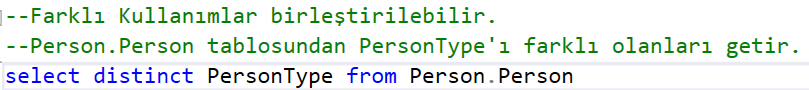 --Farklı Kullanımlar birleştirilebilir.
--Person.Person tablosundan PersonType'ı farklı olanları getir.
select distinct PersonType from Person.Person